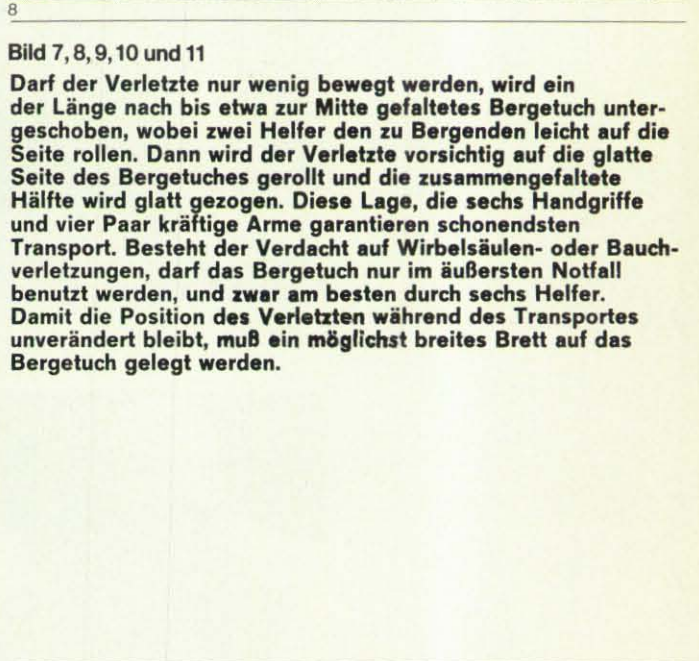 8
Bild 7, 8, 9, 10 und 11
Darf der Verletzte nur wenig bewegt werden, wird ein
der Länge nach bis etwa zur Mitte gefaltetes Bergetuch unter-
geschoben, wobei zwei Helfer den zu Bergenden leicht auf die
Seite rollen. Dann wird der Verletzte vorsichtig auf die glatte
Seite des Bergetuches gerollt und die zusammengefaltete
Hälfte wird glatt gezogen. Diese Lage, die sechs Handgriffe
und vier Paar kräftige Arme garantieren schonendsten
Transport. Besteht der Verdacht auf Wirbelsäulen- oder Bauch-
verletzungen, darf das Bergetuch nur im äußersten Notfall
benutzt werden, und zwar am besten durch sechs Helfer.
Damit die Position des Verletzten während des Transportes
unverändert bleibt, muß ein möglichst breites Brett auf das
Bergetuch gelegt werden.